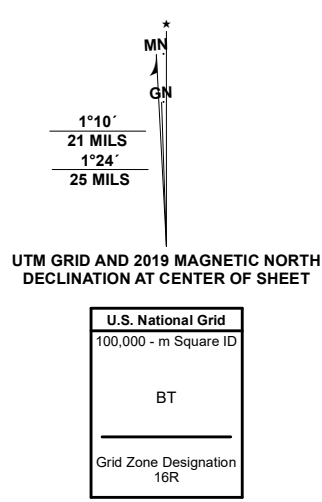 MN
GN
1°10´
21 MILS
1°24´
25 MILS
UTM GRID AND 2019 MAGNETIC NORTH
DECLINATION AT CENTER OF SHEET
U.S. National Grid
100,000 - m Square ID
BT
Grid Zone Designation
16R